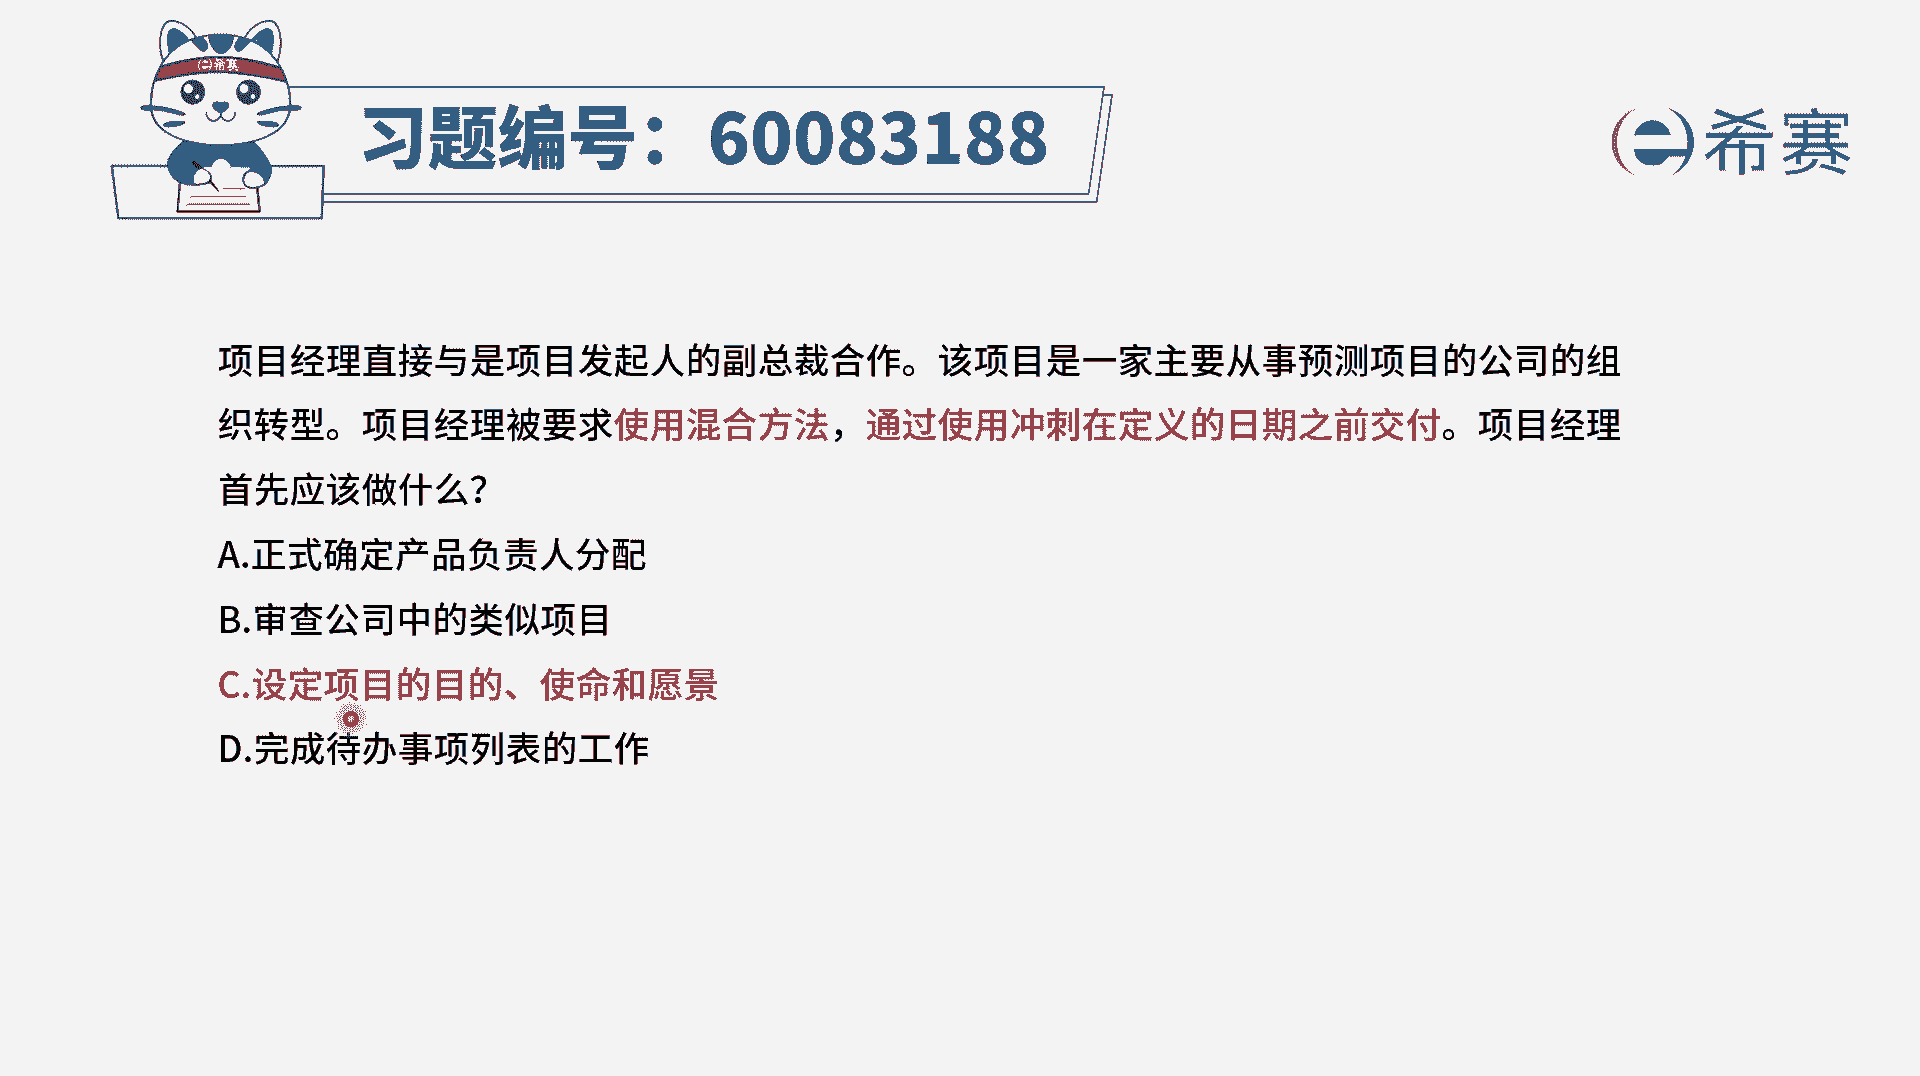 希赛
习题编号：60083188
希赛
项目经理直接与是项目发起人的副总裁合作。该项目是一家主要从事预测项目的公司的组
织转型。项目经理被要求使用混合方法，通过使用冲刺在定义的日期之前交付。项目经理
首先应该做什么？
A.正式确定产品负责人分配
B.审查公司中的类似项目
C.设定项目的目的、使命和愿景
D.完成待办事项列表的工作